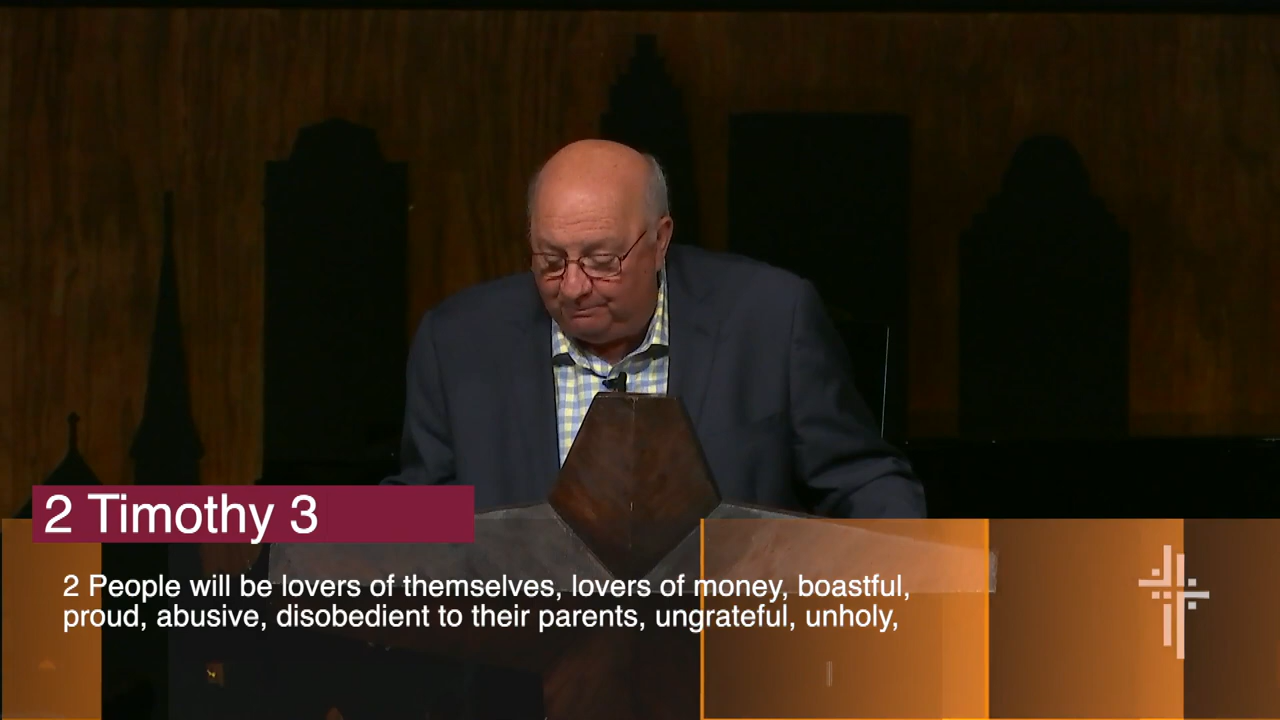 2 Timothy 3
2 People will be lovers of themselves, lovers of money, boastful,
proud, abusive, disobedient to their parents, ungrateful, unholy,